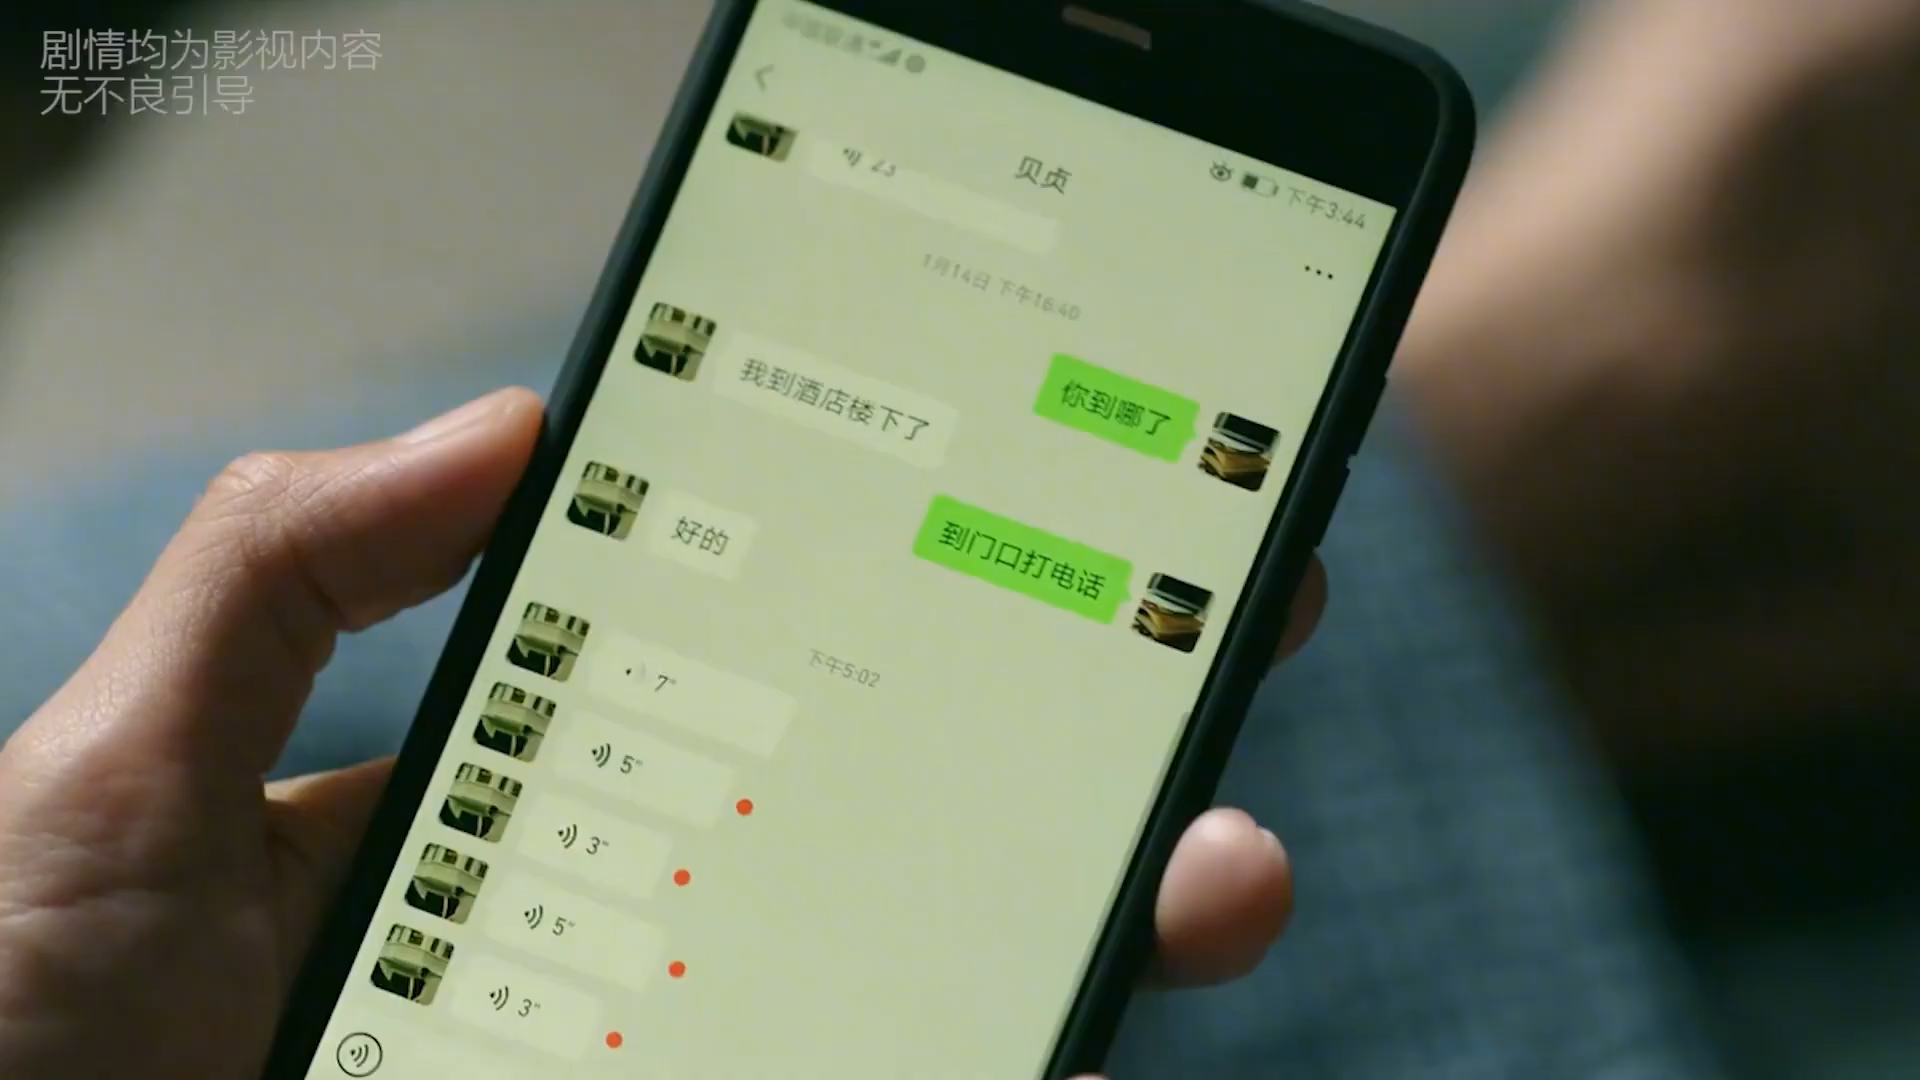 剧情均为影视内容
无不良引导
下午3:44
贝贞
1月14日 下午16:40
你到哪了
我到酒店楼下了
到门口打电话
好的
下午5:02
7"
5"
3"
5"
3"